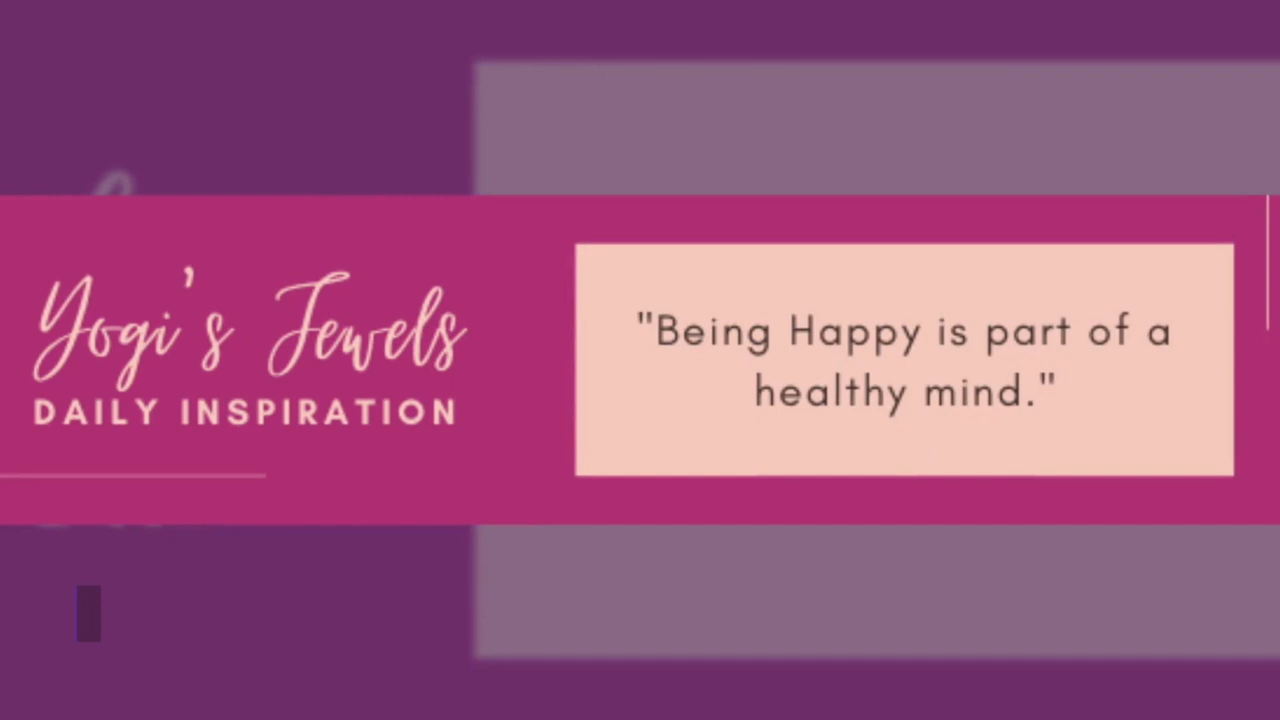 Yogi's Jewels
DAILY INSPIRATION
"Being Happy is part of a
healthy mind."